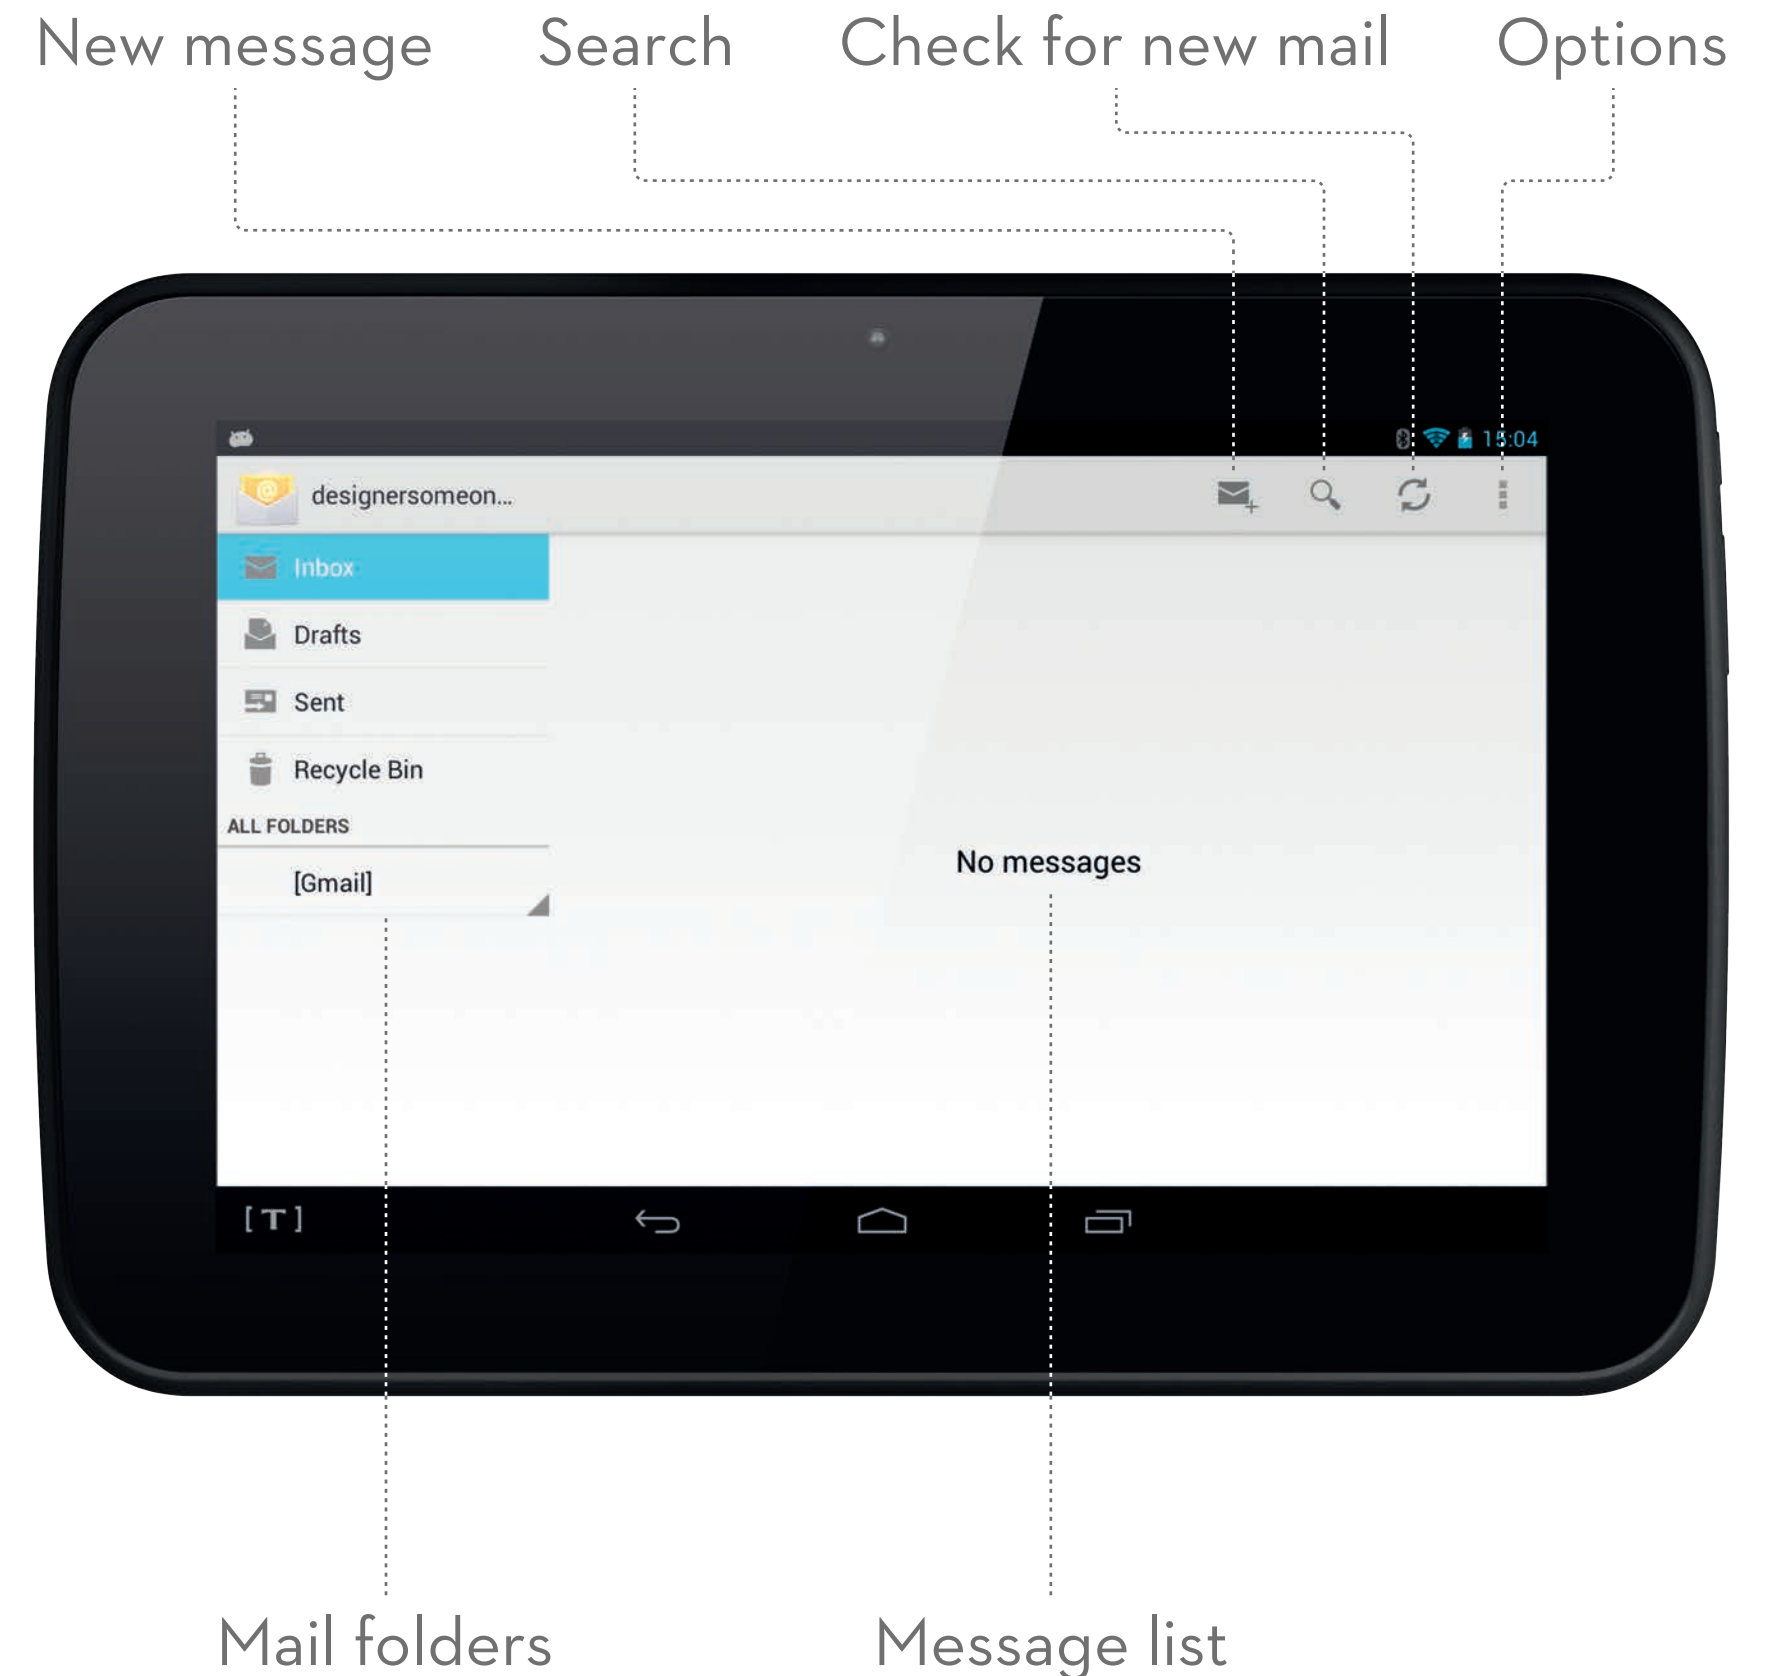 New message Search Check for new mail Options
15:04
designersomeon...
Inbox
Drafts
Sent
Recycle Bin
ALL FOLDERS
[Gmail]
No messages
[T]
Mail folders Message list